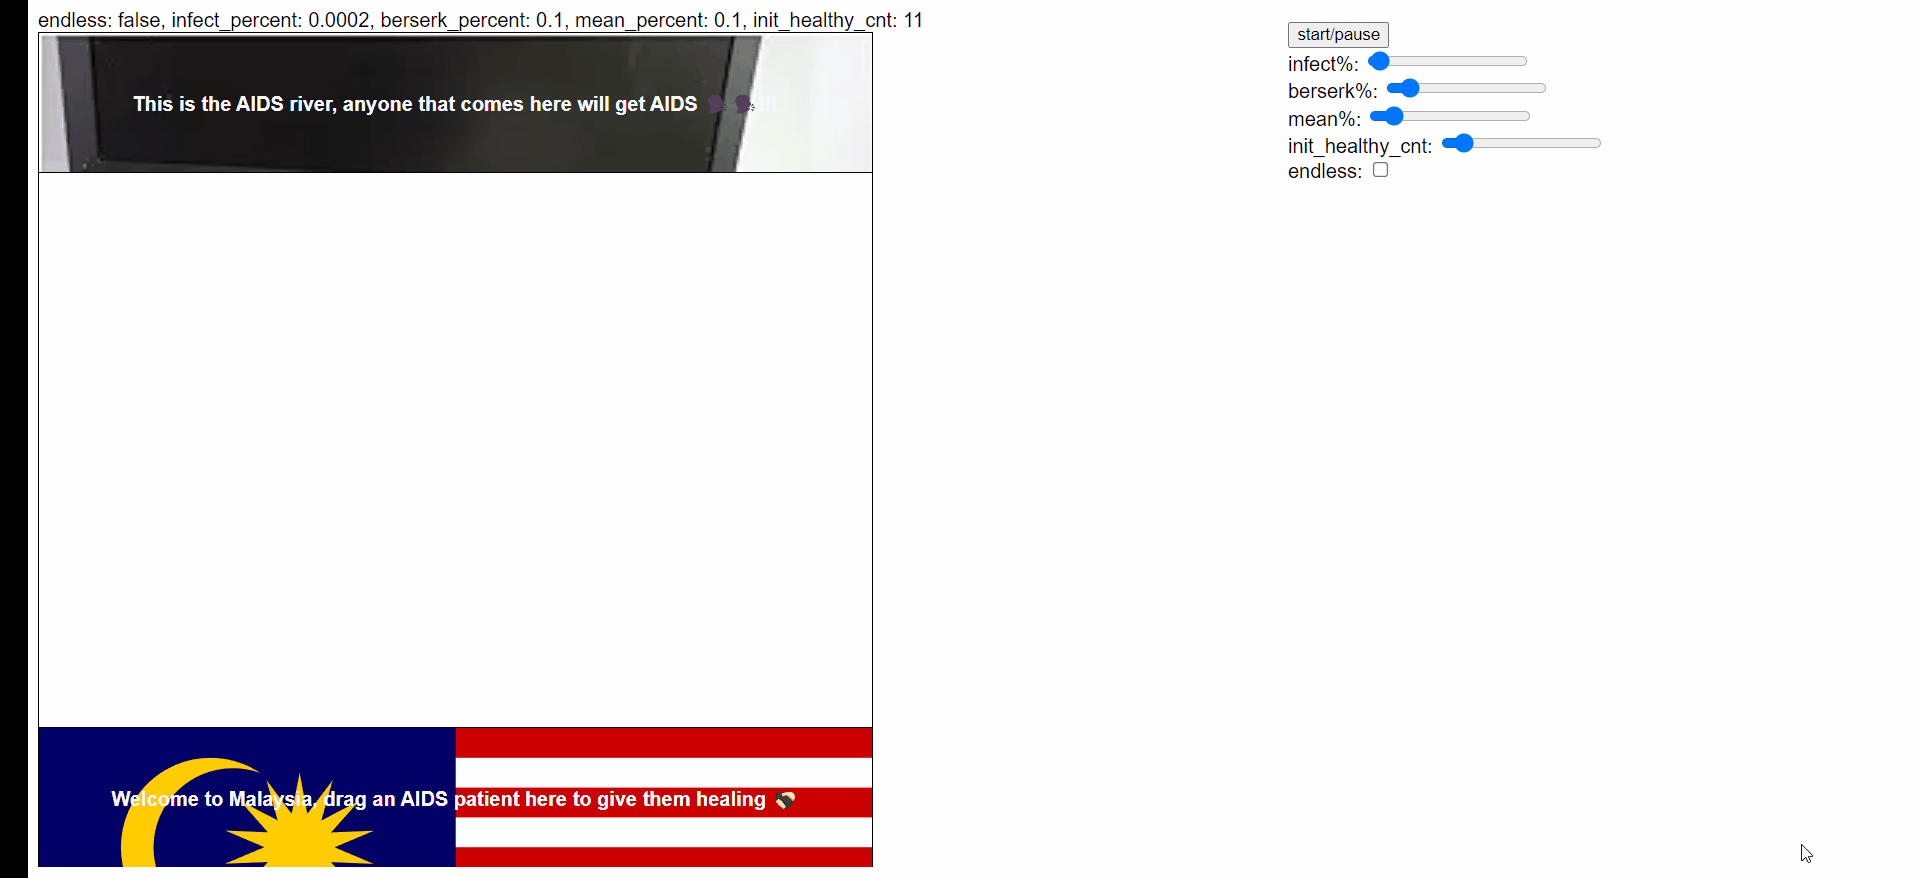 endless: false, infect_percent: 0.0002, berserk_percent: 0.1, mean_percent: 0.1, init_healthy_cnt: 11
start/pause
infect%:
berserk%:
mean%:
init_healthy_cnt:
endless:
This is the AIDS river, anyone that comes here will get AIDS 🗣️🗣️!!!
Welcome to Malaysia, drag an AIDS patient here to give them healing